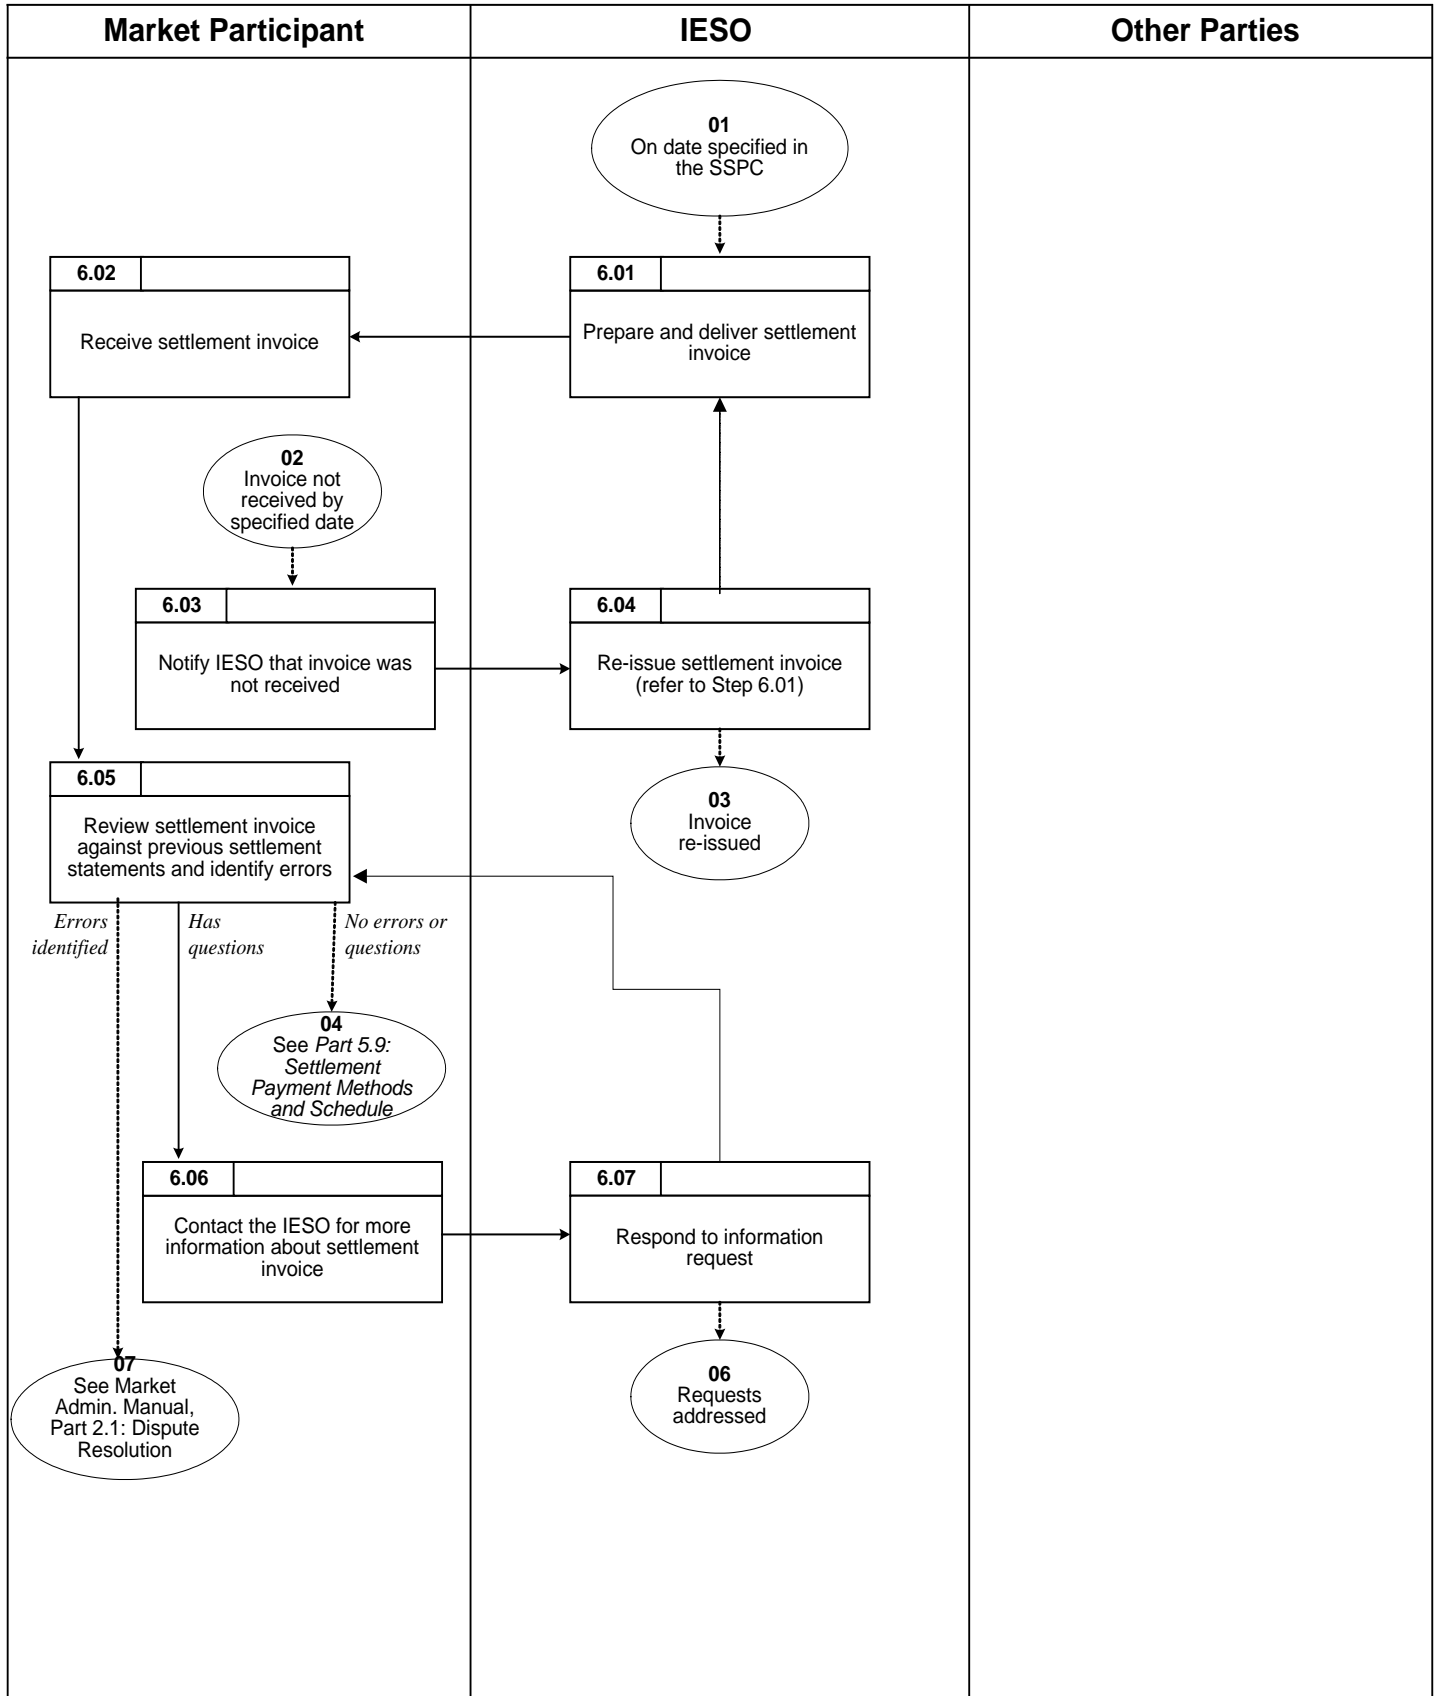 Market Participant
IESO
Other Parties
01
On date specified in
the SSPC
6.02
Receive settlement invoice
6.01
Prepare and deliver settlement
invoice
02
Invoice not
received by
specified date
6.03
Notify IESO that invoice was
not received
6.04
Re-issue settlement invoice
(refer to Step 6.01)
03
Invoice
re-issued
6.05
Review settlement invoice
against previous settlement
statements and identify errors
Errors
identified
Has
questions
No errors or
questions
04
See Part 5.9:
Settlement
Payment Methods
and Schedule
6.06
Contact the IESO for more
information about settlement
invoice
6.07
Respond to information
request
06
Requests
addressed
07
See Market
Admin. Manual,
Part 2.1: Dispute
Resolution